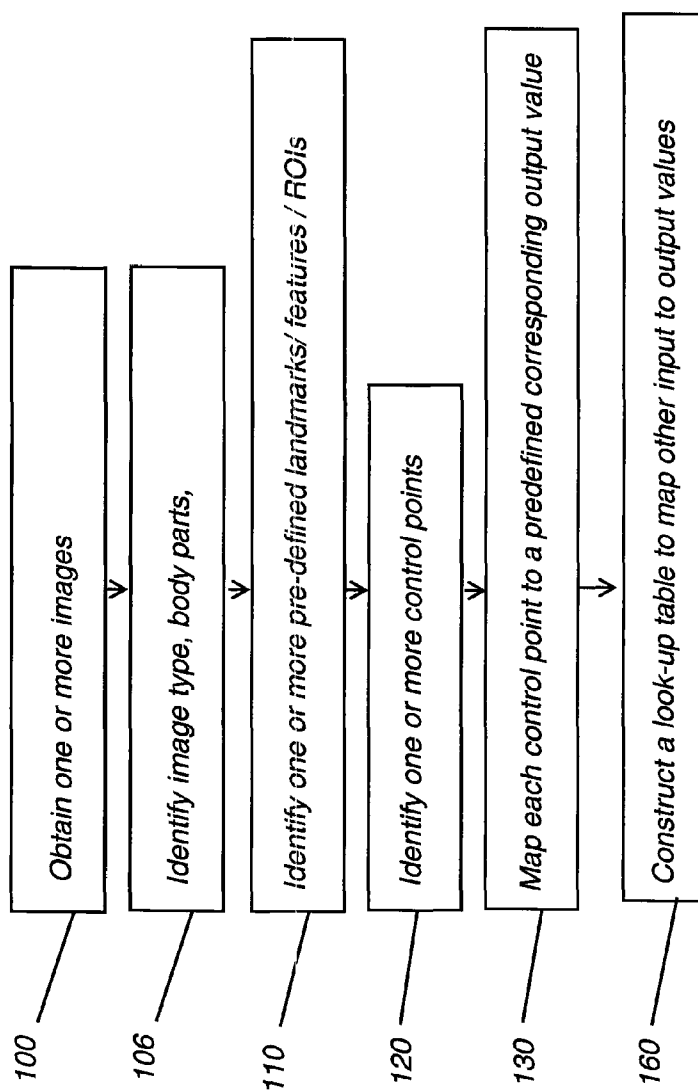 100
Obtain one or more images
106
Identify image type, body parts,
110
Identify one or more pre-defined landmarks/ features / ROIs
120
Identify one or more control points
130
Map each control point to a predefined corresponding output value
160
Construct a look-up table to map other input to output values